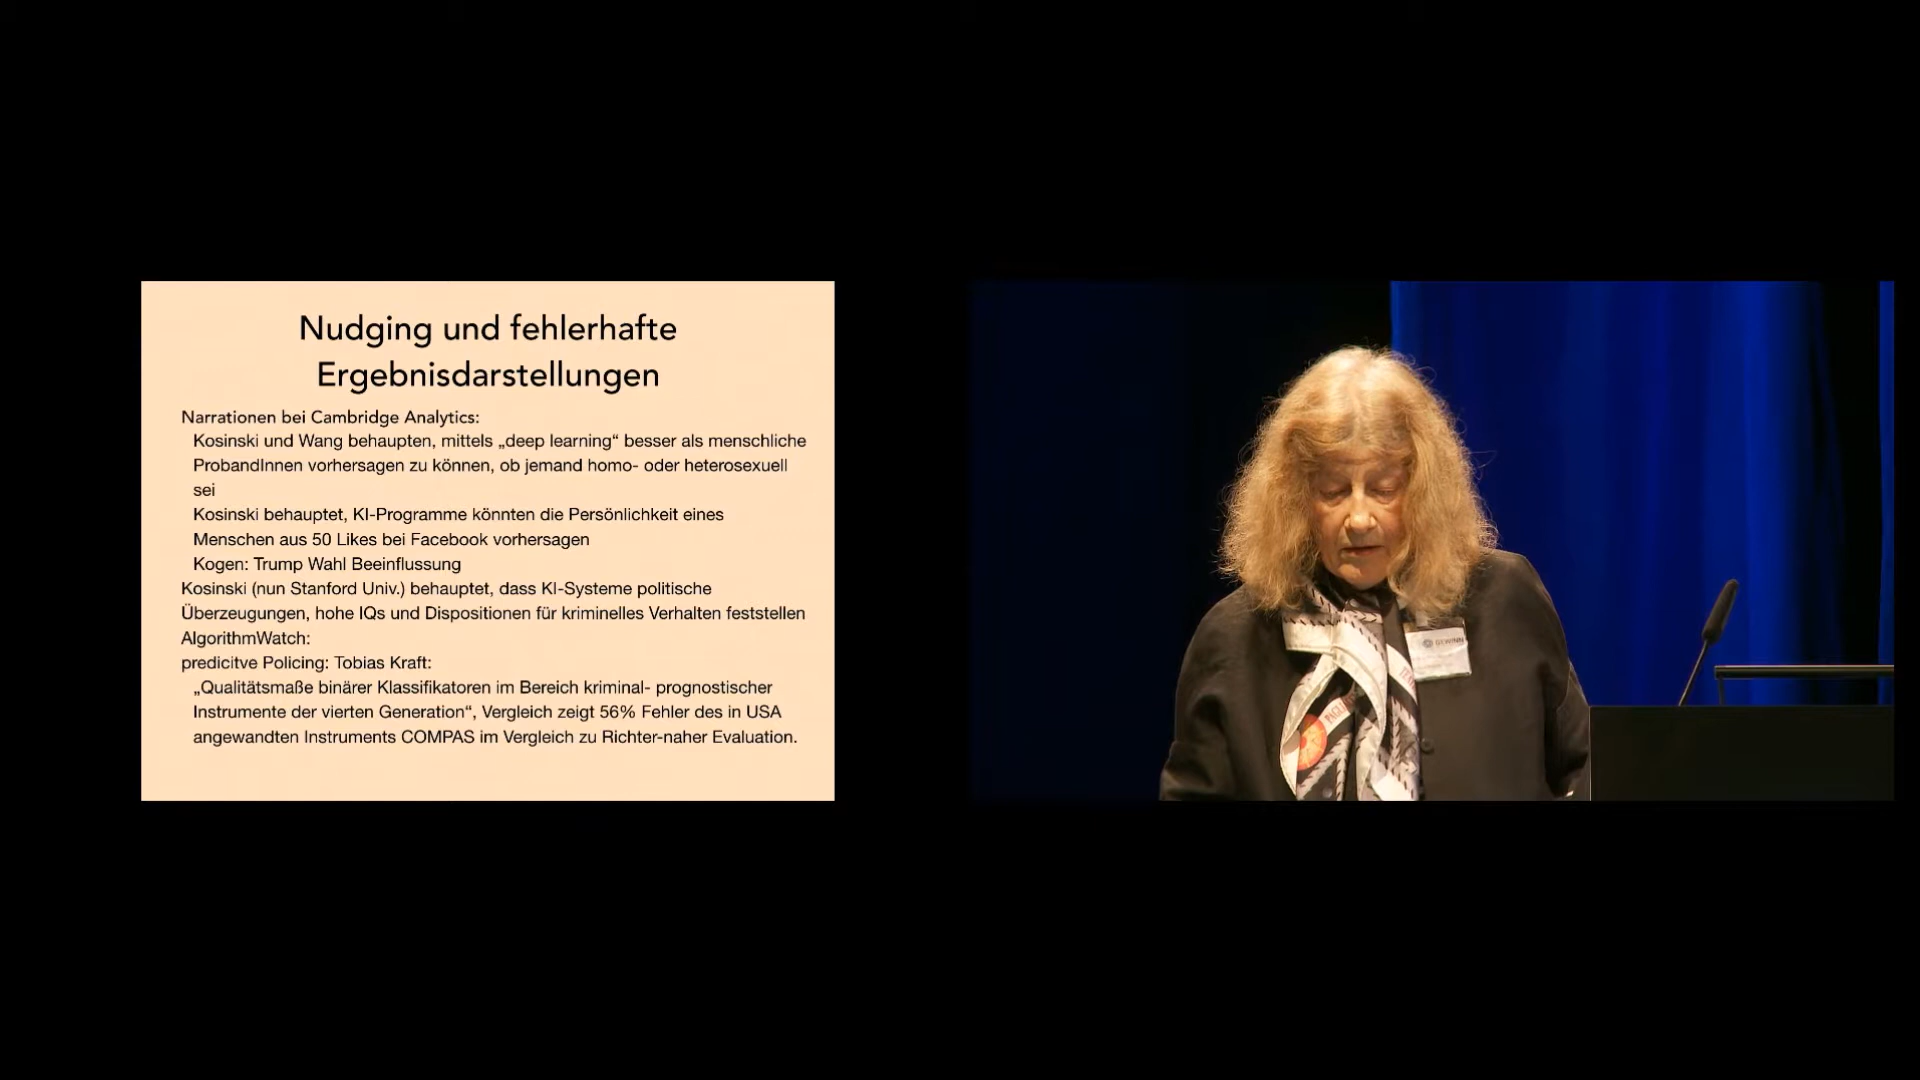 Nudging und fehlerhafte
Ergebnisdarstellungen
Narrationen bei Cambridge Analytics:
Kosinski und Wang behaupten, mittels „deep learning“ besser als menschliche
ProbandInnen vorhersagen zu können, ob jemand homo- oder heterosexuell
sei
Kosinski behauptet, KI-Programme könnten die Persönlichkeit eines
Menschen aus 50 Likes bei Facebook vorhersagen
Kogen: Trump Wahl Beeinflussung
Kosinski (nun Stanford Univ.) behauptet, dass KI-Systeme politische
Überzeugungen, hohe IQs und Dispositionen für kriminelles Verhalten feststellen
AlgorithmWatch:
predicitve Policing: Tobias Kraft:
„Qualitätsmaße binärer Klassifikatoren im Bereich kriminal- prognostischer
Instrumente der vierten Generation“, Vergleich zeigt 56% Fehler des in USA
angewandten Instruments COMPAS im Vergleich zu Richter-naher Evaluation.
GEWINN